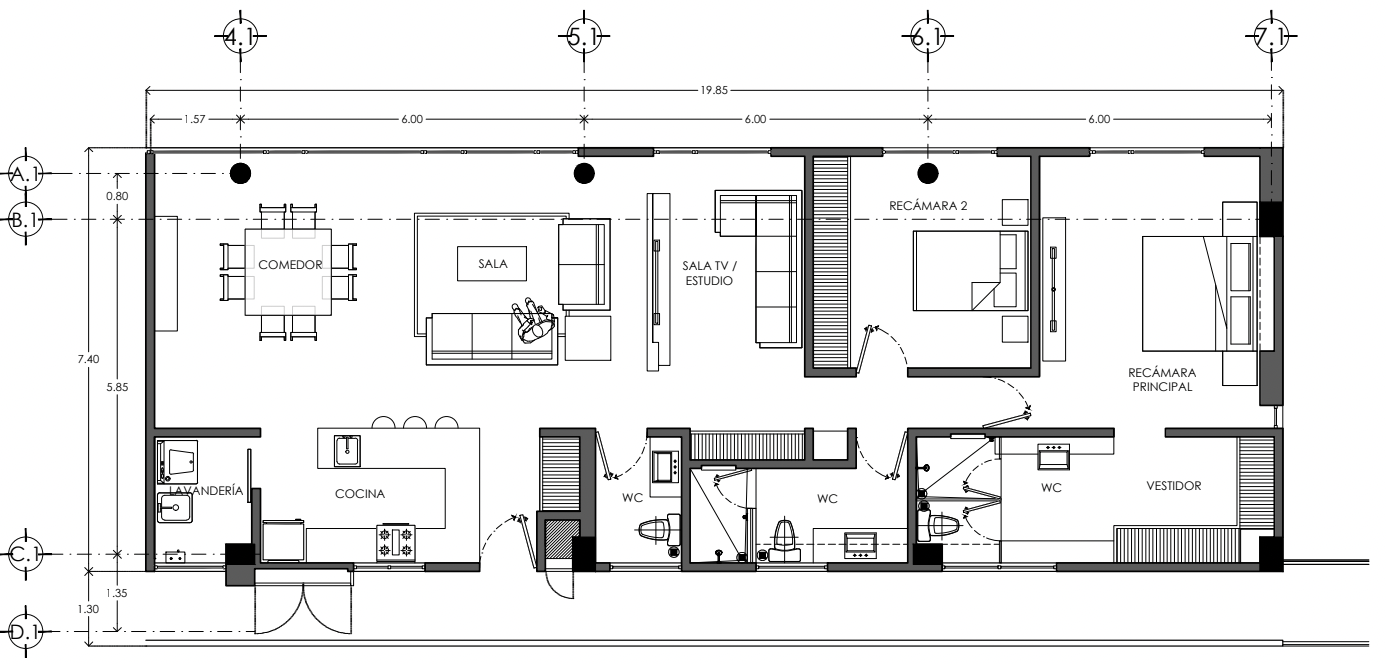 4.1
5.1
6.1
7.1
19.85
1.57
6.00
6.00
6.00
A.1
0.80
B.1
RECÁMARA 2
COMEDOR
SALA
SALA TV /
ESTUDIO
7.40
5.85
RECÁMARA
PRINCIPAL
LAVANDERÍA
COCINA
WC
WC
WC
VESTIDOR
C.1
1.35
1.30
D.1